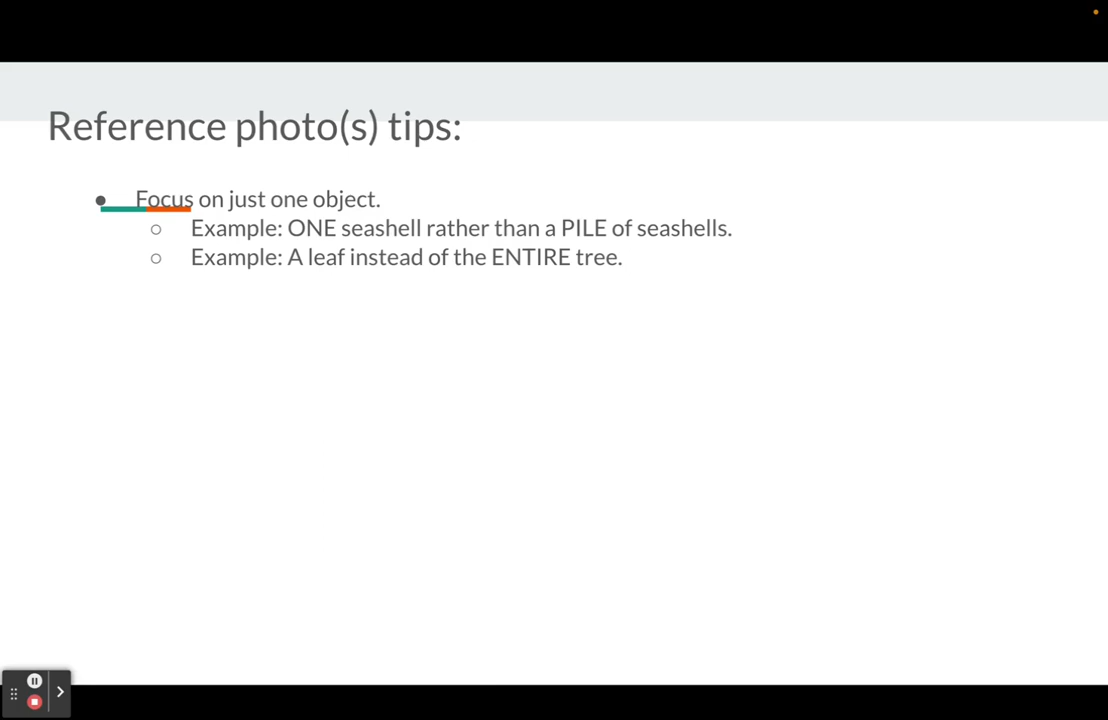 Reference photo(s) tips:
● Focus on just one object.
○ Example: ONE seashell rather than a PILE of seashells.
○ Example: A leaf instead of the ENTIRE tree.